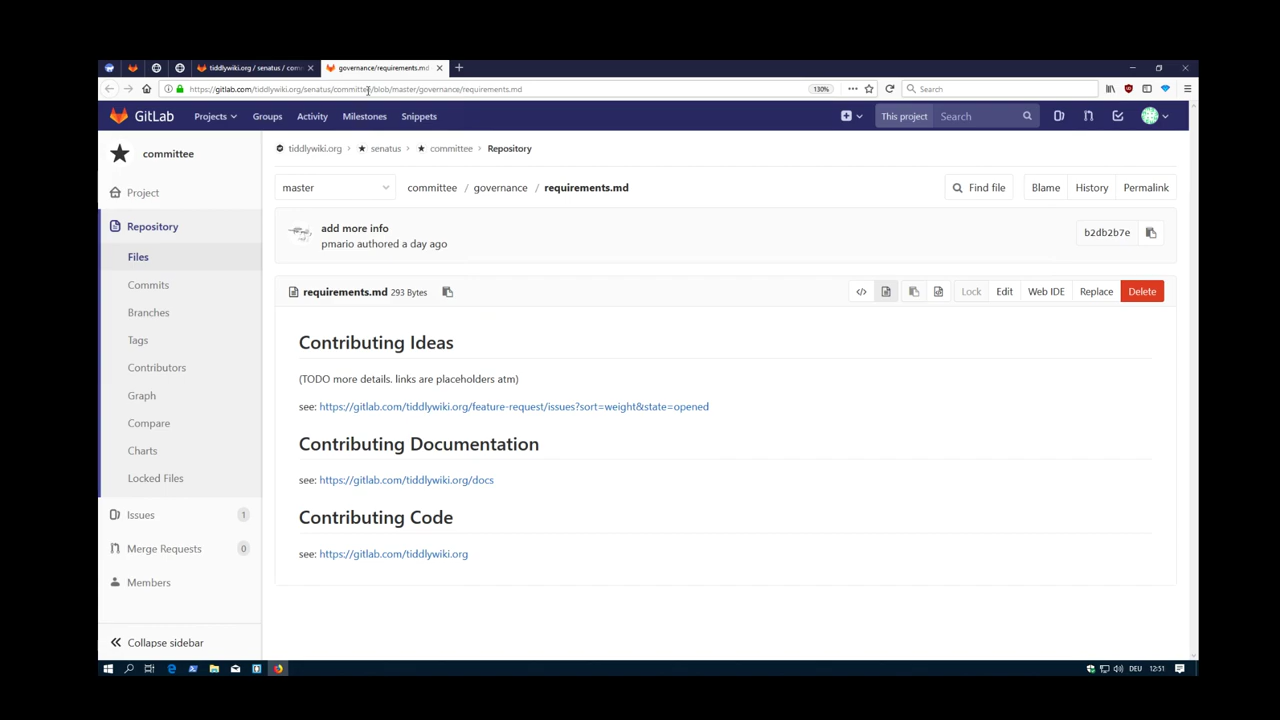 tiddlywiki.org / senatus / com
governance/requirements.md
https://gitlab.com/tiddlywiki.org/senatus/committee/blob/master/governance/requirements.md
130%
Search
GitLab
Projects
Groups
Activity
Milestones
Snippets
This project
Search
committee
Project
Repository
Files
Commits
Branches
Tags
Contributors
Graph
Compare
Charts
Locked Files
Issues
1
Merge Requests
0
Members
Collapse sidebar
tiddlywiki.org > senatus > committee > Repository
master
committee / governance / requirements.md
Find file
Blame
History
Permalink
add more info
pmario authored a day ago
b2db2b7e
requirements.md 293 Bytes
</>
Lock
Edit
Web IDE
Replace
Delete
Contributing Ideas
(TODO more details. links are placeholders atm)
see: https://gitlab.com/tiddlywiki.org/feature-request/issues?sort=weight&state=opened
Contributing Documentation
see: https://gitlab.com/tiddlywiki.org/docs
Contributing Code
see: https://gitlab.com/tiddlywiki.org
DEU
12:51